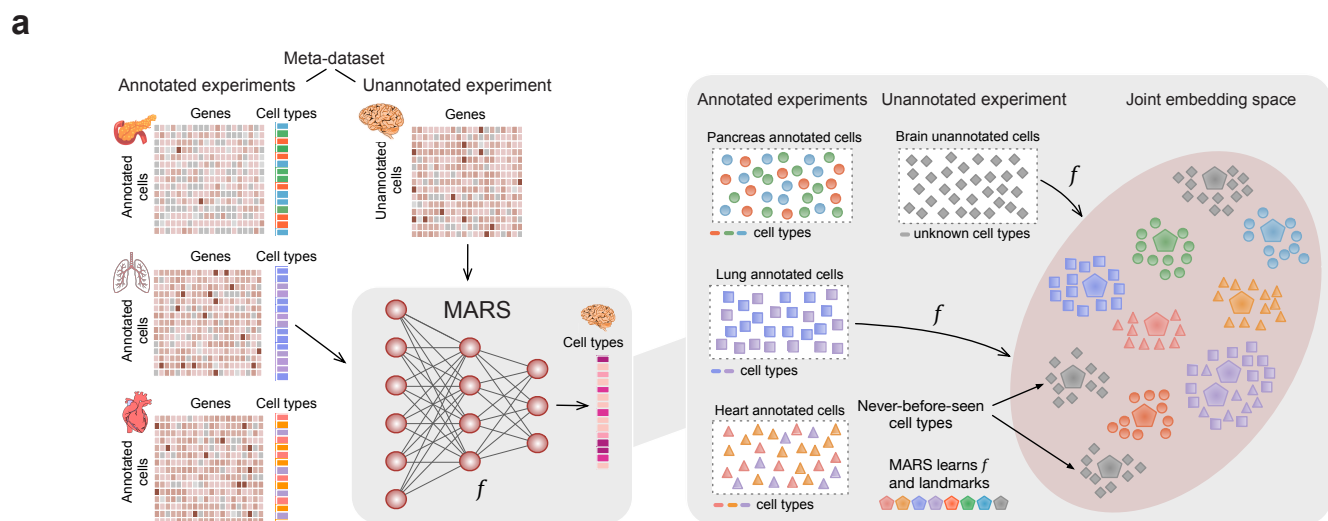 a
Meta-dataset
Annotated experiments
Unannotated experiment
Genes
Cell types
Annotated
cells
Genes
Unannotated
cells
Genes
Cell types
Annotated
cells
Genes
Cell types
Annotated
cells
MARS
f
Cell types
Annotated experiments
Unannotated experiment
Joint embedding space
Pancreas annotated cells
cell types
Brain unannotated cells
unknown cell types
f
Lung annotated cells
cell types
f
Heart annotated cells
cell types
Never-before-seen
cell types
MARS learns f
and landmarks